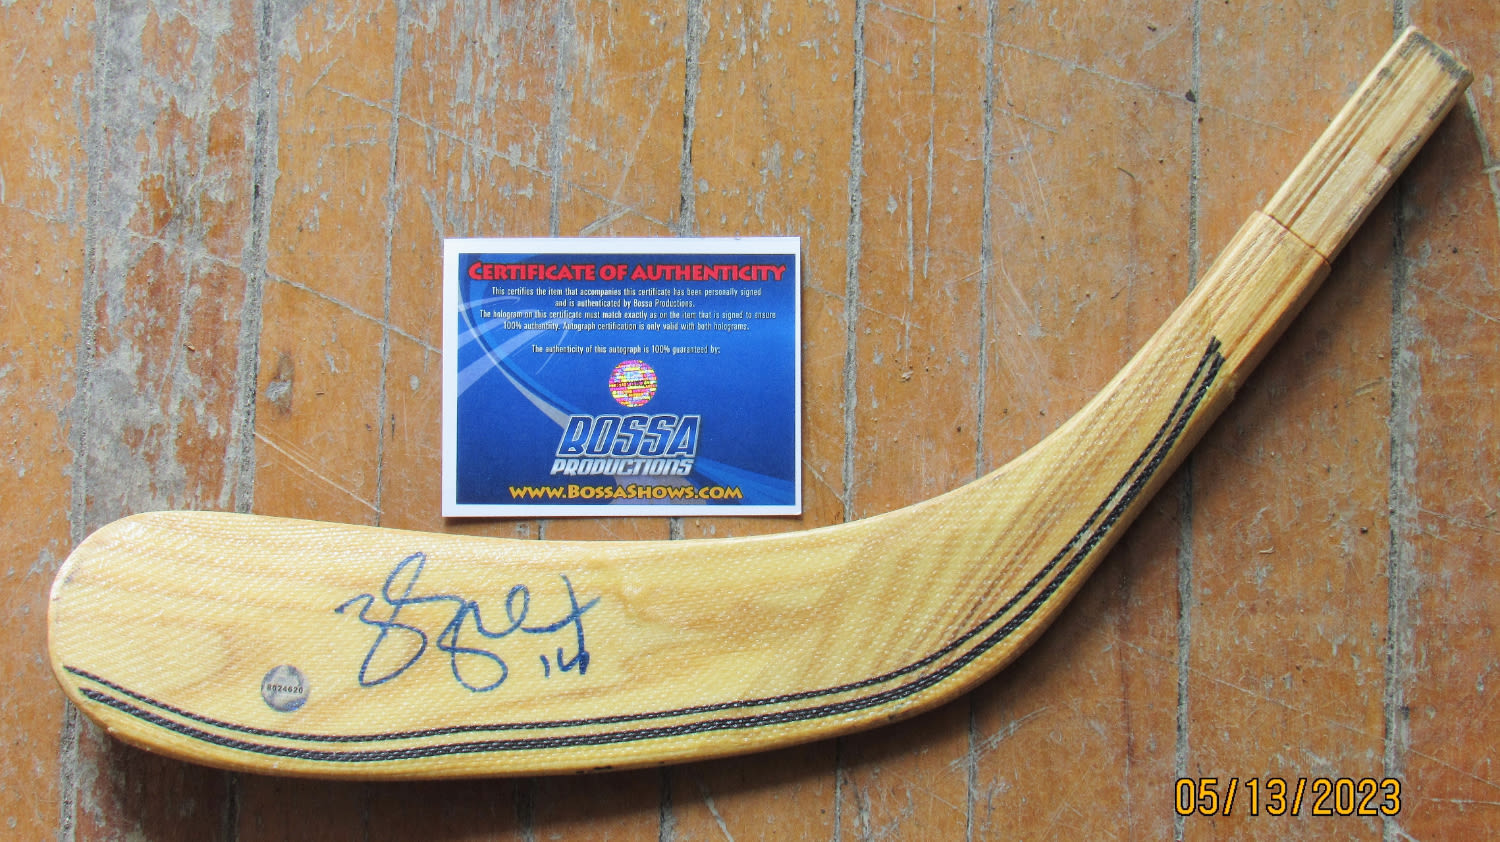 CERTIFICATE OF AUTHENTICITY
This certifies the item that accompanies this certificate has been personally signed
and is authenticated by Bossa Productions.
The hologram on this certificate must match exactly as on the item that is signed to ensure
100% authenticity. Autograph certification is only valid with both holograms.
The authenticity of this autograph is 100% guaranteed by:
BOSSA
PRODUCTIONS
WWW.BOSSASHOWS.COM
14
B024620
05/13/2023